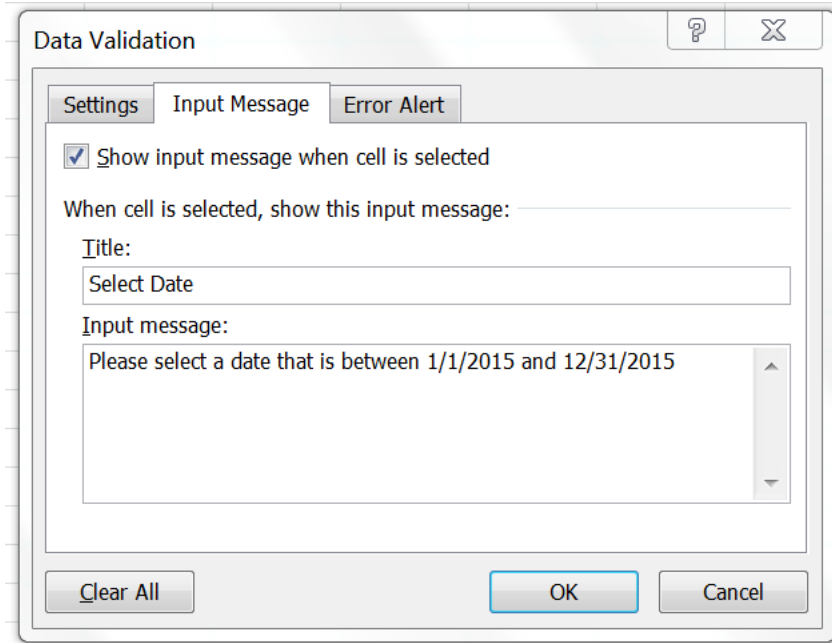 Data Validation
Settings
Input Message
Error Alert
Show input message when cell is selected
When cell is selected, show this input message:
Title:
Select Date
Input message:
Please select a date that is between 1/1/2015 and 12/31/2015
Clear All
OK
Cancel